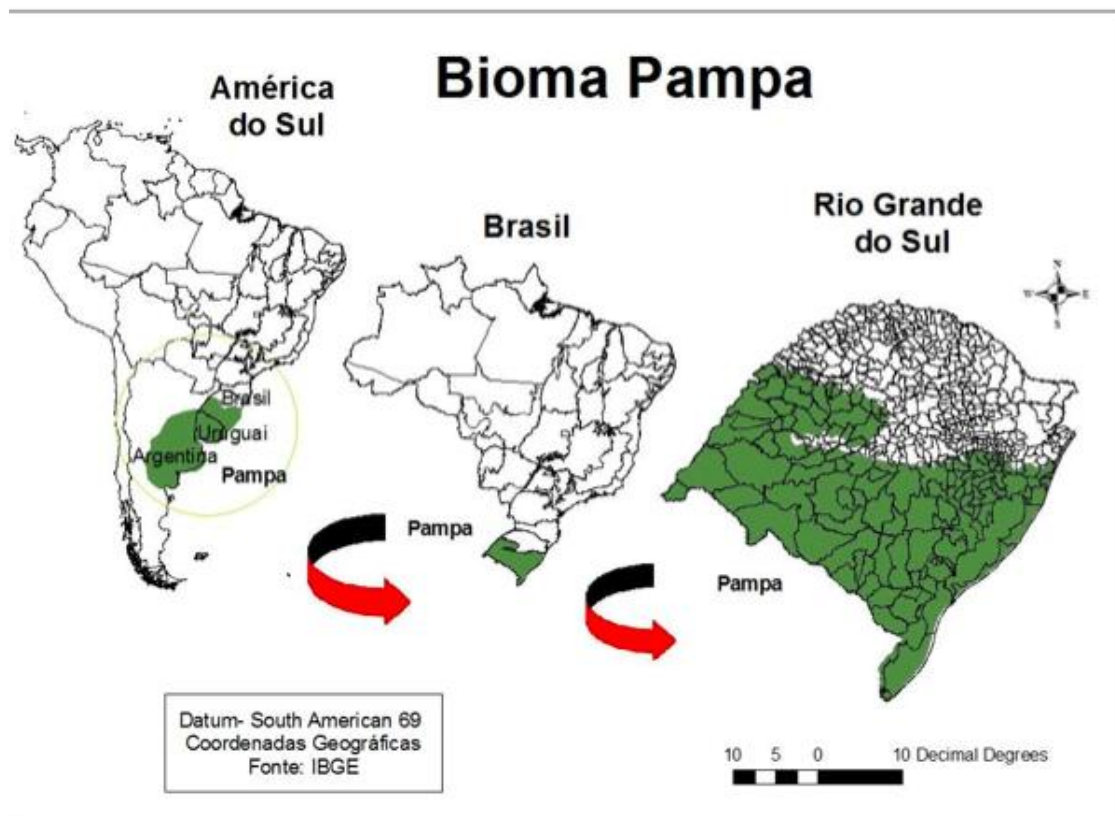 Bioma Pampa
América
do Sul
Brasil
Rio Grande
do Sul
N
W
E
S
Brasil
Uruguai
Argentina
Pampa
Pampa
Pampa
Datum- South American 69
Coordenadas Geográficas
Fonte: IBGE
10 5 0 10 Decimal Degrees